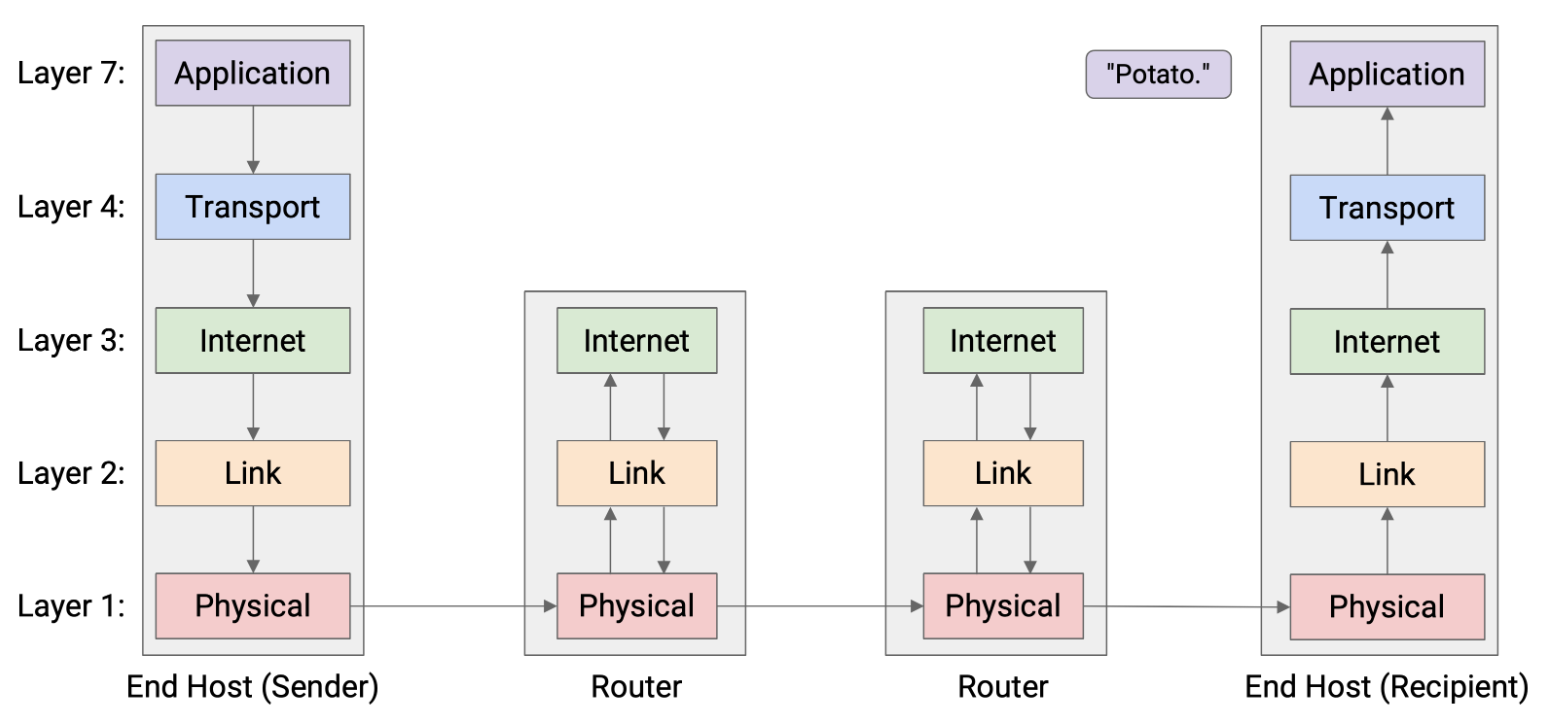 Layer 7: Application "Potato." Application
Layer 4: Transport Transport
Layer 3: Internet Internet Internet Internet
Layer 2: Link Link Link Link
Layer 1: Physical Physical Physical Physical
End Host (Sender) Router Router End Host (Recipient)